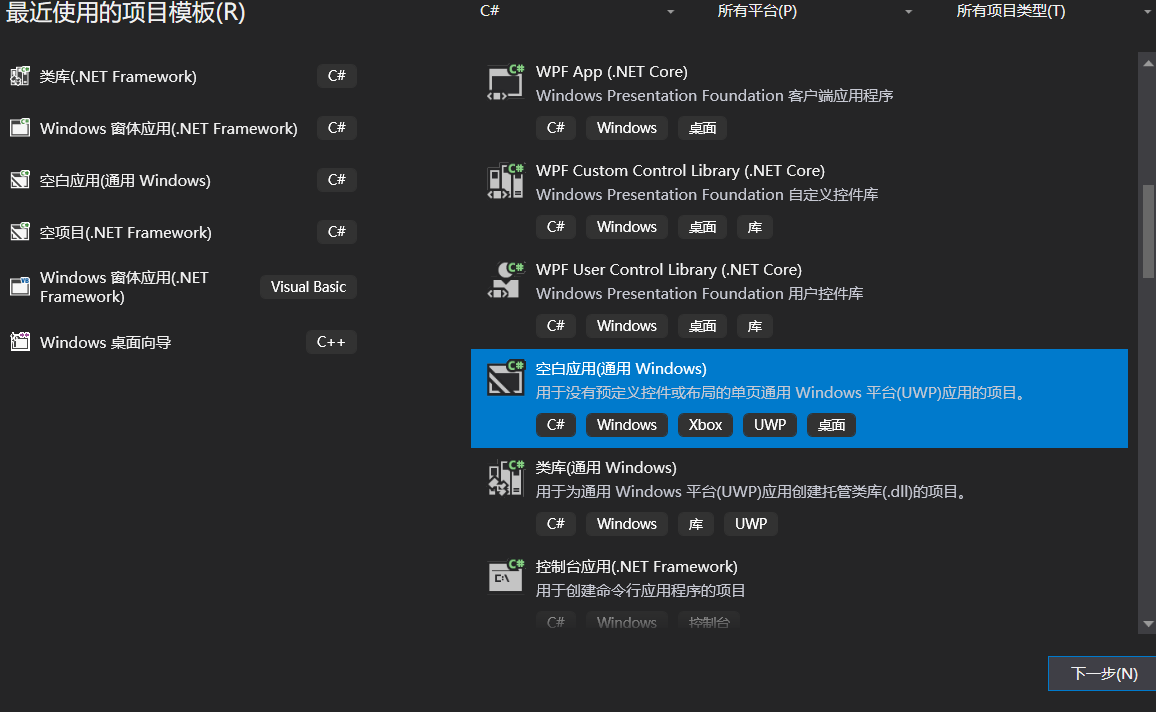 最近使用的项目模板(R)
C#
所有平台(P)
所有项目类型(T)
类库(.NET Framework)
C#
Windows 窗体应用(.NET Framework)
C#
空白应用(通用 Windows)
C#
空项目(.NET Framework)
C#
Windows 窗体应用(.NET
Framework)
Visual Basic
Windows 桌面向导
C++
WPF App (.NET Core)
Windows Presentation Foundation 客户端应用程序
C# Windows 桌面
WPF Custom Control Library (.NET Core)
Windows Presentation Foundation 自定义控件库
C# Windows 桌面 库
WPF User Control Library (.NET Core)
Windows Presentation Foundation 用户控件库
C# Windows 桌面 库
空白应用(通用 Windows)
用于没有预定义控件或布局的单页通用 Windows 平台(UWP)应用的项目。
C# Windows Xbox UWP 桌面
类库(通用 Windows)
用于为通用 Windows 平台(UWP)应用创建托管类库(.dll)的项目。
C# Windows 库 UWP
控制台应用(.NET Framework)
用于创建命令行应用程序的项目
C# Windows 控制台
下一步(N)